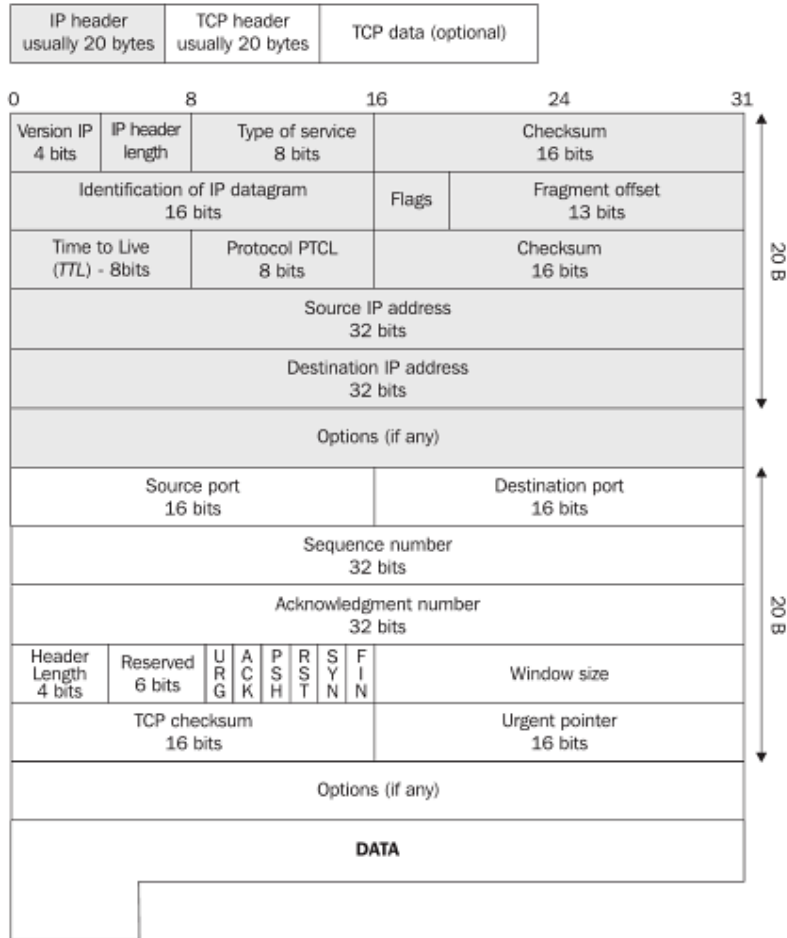 IP header
usually 20 bytes
TCP header
usually 20 bytes
TCP data (optional)
0 8 16 24 31
Version IP
4 bits
IP header
length
Type of service
8 bits
Checksum
16 bits
Identification of IP datagram
16 bits
Flags
Fragment offset
13 bits
Time to Live
(TTL) - 8bits
Protocol PTCL
8 bits
Checksum
16 bits
Source IP address
32 bits
Destination IP address
32 bits
20 B
Options (if any)
Source port
16 bits
Destination port
16 bits
Sequence number
32 bits
Acknowledgment number
32 bits
Header
Length
4 bits
Reserved
6 bits
URG
ACK
PSH
RST
SYN
FIN
Window size
TCP checksum
16 bits
Urgent pointer
16 bits
20 B
Options (if any)
DATA